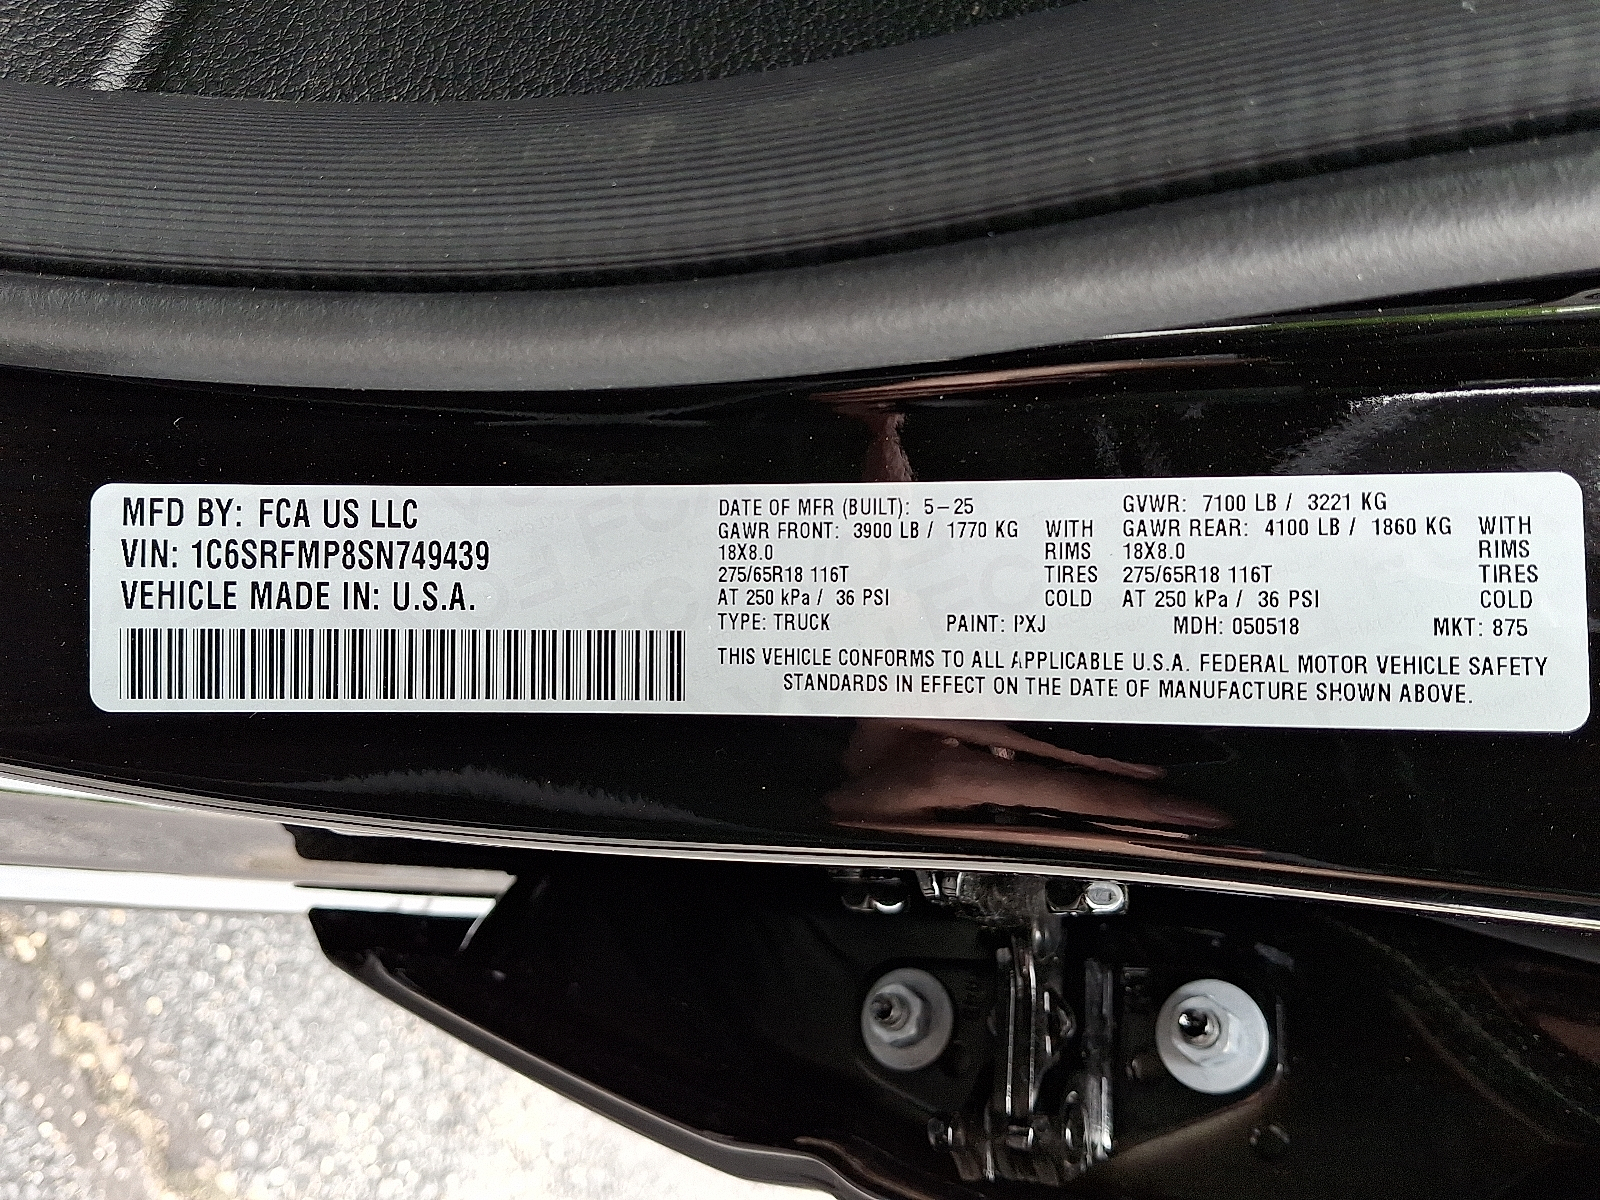 MFD BY: FCA US LLC
VIN: 1C6SRFMP8SN749439
VEHICLE MADE IN: U.S.A.
DATE OF MFR (BUILT): 5-25 GVWR: 7100 LB / 3221 KG
GAWR FRONT: 3900 LB / 1770 KG WITH GAWR REAR: 4100 LB / 1860 KG WITH
18X8.0 RIMS 18X8.0 RIMS
275/65R18 116T TIRES 275/65R18 116T TIRES
AT 250 kPa / 36 PSI COLD AT 250 kPa / 36 PSI COLD
TYPE: TRUCK PAINT: PXJ MDH: 050518 MKT: 875
THIS VEHICLE CONFORMS TO ALL APPLICABLE U.S.A. FEDERAL MOTOR VEHICLE SAFETY
STANDARDS IN EFFECT ON THE DATE OF MANUFACTURE SHOWN ABOVE.